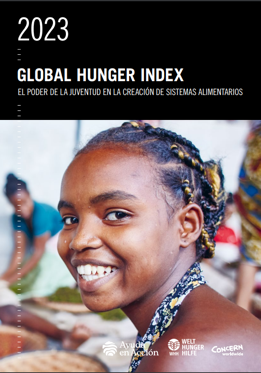 2023
GLOBAL HUNGER INDEX
EL PODER DE LA JUVENTUD EN LA CREACIÓN DE SISTEMAS ALIMENTARIOS
Ayuda
en Acción
WELT
HUNGER
HILFE
CONCERN
worldwide